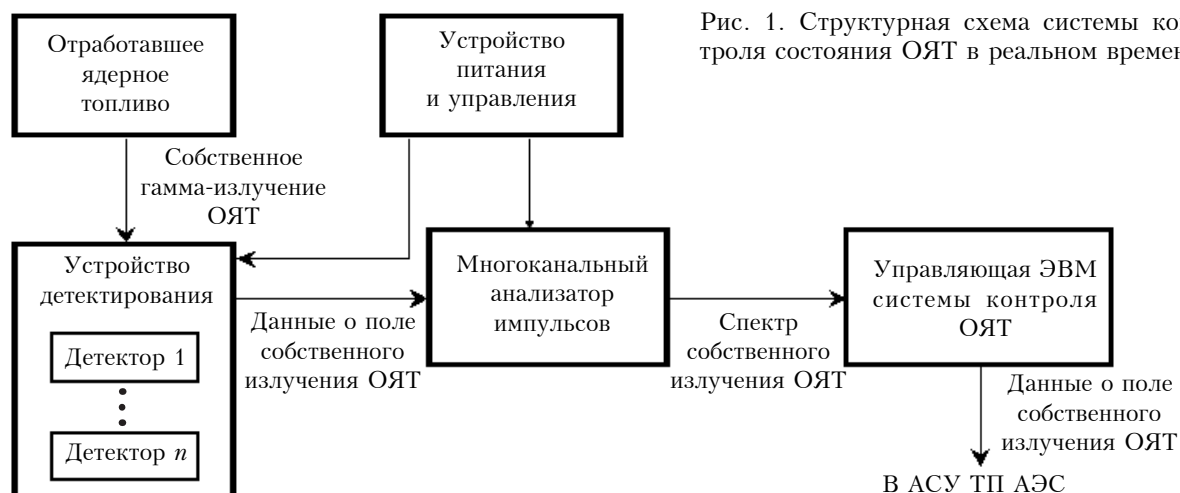 Отработавшее
ядерное
топливо
Устройство
питания
и управления
Рис. 1. Структурная схема системы ко
троля состояния ОЯТ в реальном времен
Собственное
гамма-излучение
ОЯТ
Устройство
детектирования
Детектор 1
Детектор n
Данные о поле
собственного
излучения ОЯТ
Многоканальный
анализатор
импульсов
Спектр
собственного
излучения ОЯТ
Управляющая ЭВМ
системы контроля
ОЯТ
Данные о поле
собственного
излучения ОЯТ
В АСУ ТП АЭС